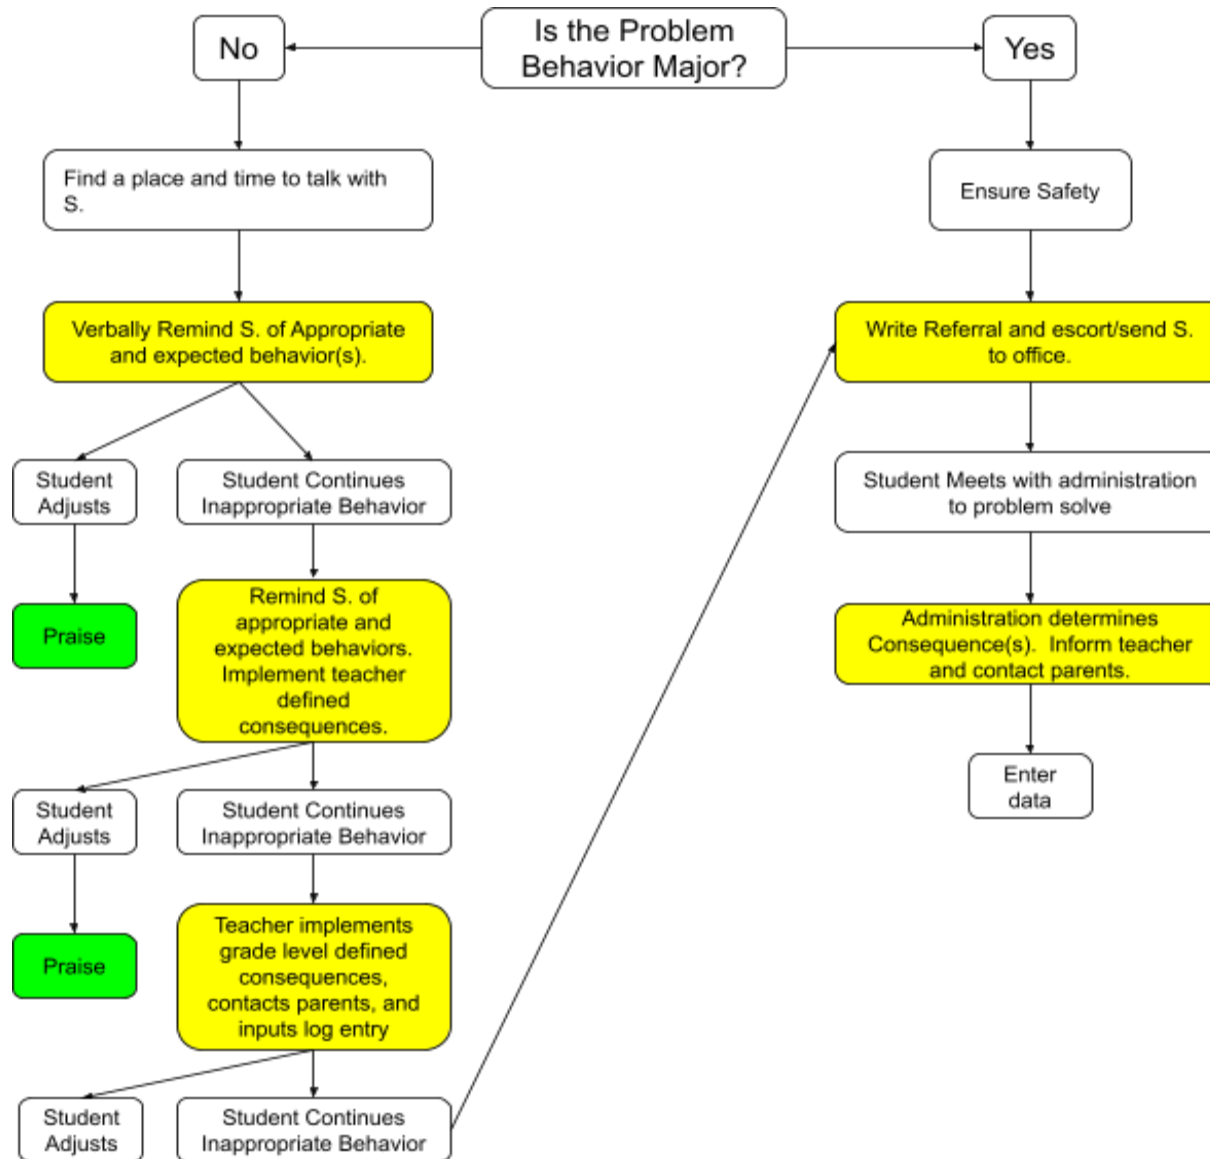 Is the Problem
Behavior Major?
No
Yes
Find a place and time to talk with
S.
Ensure Safety
Verbally Remind S. of Appropriate
and expected behavior(s).
Write Referral and escort/send S.
to office.
Student
Adjusts
Student Continues
Inappropriate Behavior
Student Meets with administration
to problem solve
Praise
Remind S. of
appropriate and
expected behaviors.
Implement teacher
defined
consequences.
Administration determines
Consequence(s). Inform teacher
and contact parents.
Student
Adjusts
Student Continues
Inappropriate Behavior
Enter
data
Praise
Teacher implements
grade level defined
consequences,
contacts parents, and
inputs log entry
Student
Adjusts
Student Continues
Inappropriate Behavior